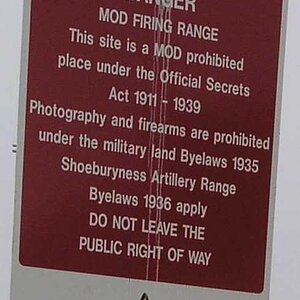 DANGER
MOD FIRING RANGE
This site is a MOD prohibited
place under the Official Secrets
Act 1911 - 1939
Photography and firearms are prohibited
under the military land Byelaws 1935
Shoeburyness Artillery Range
Byelaws 1936 apply
DO NOT LEAVE THE
PUBLIC RIGHT OF WAY